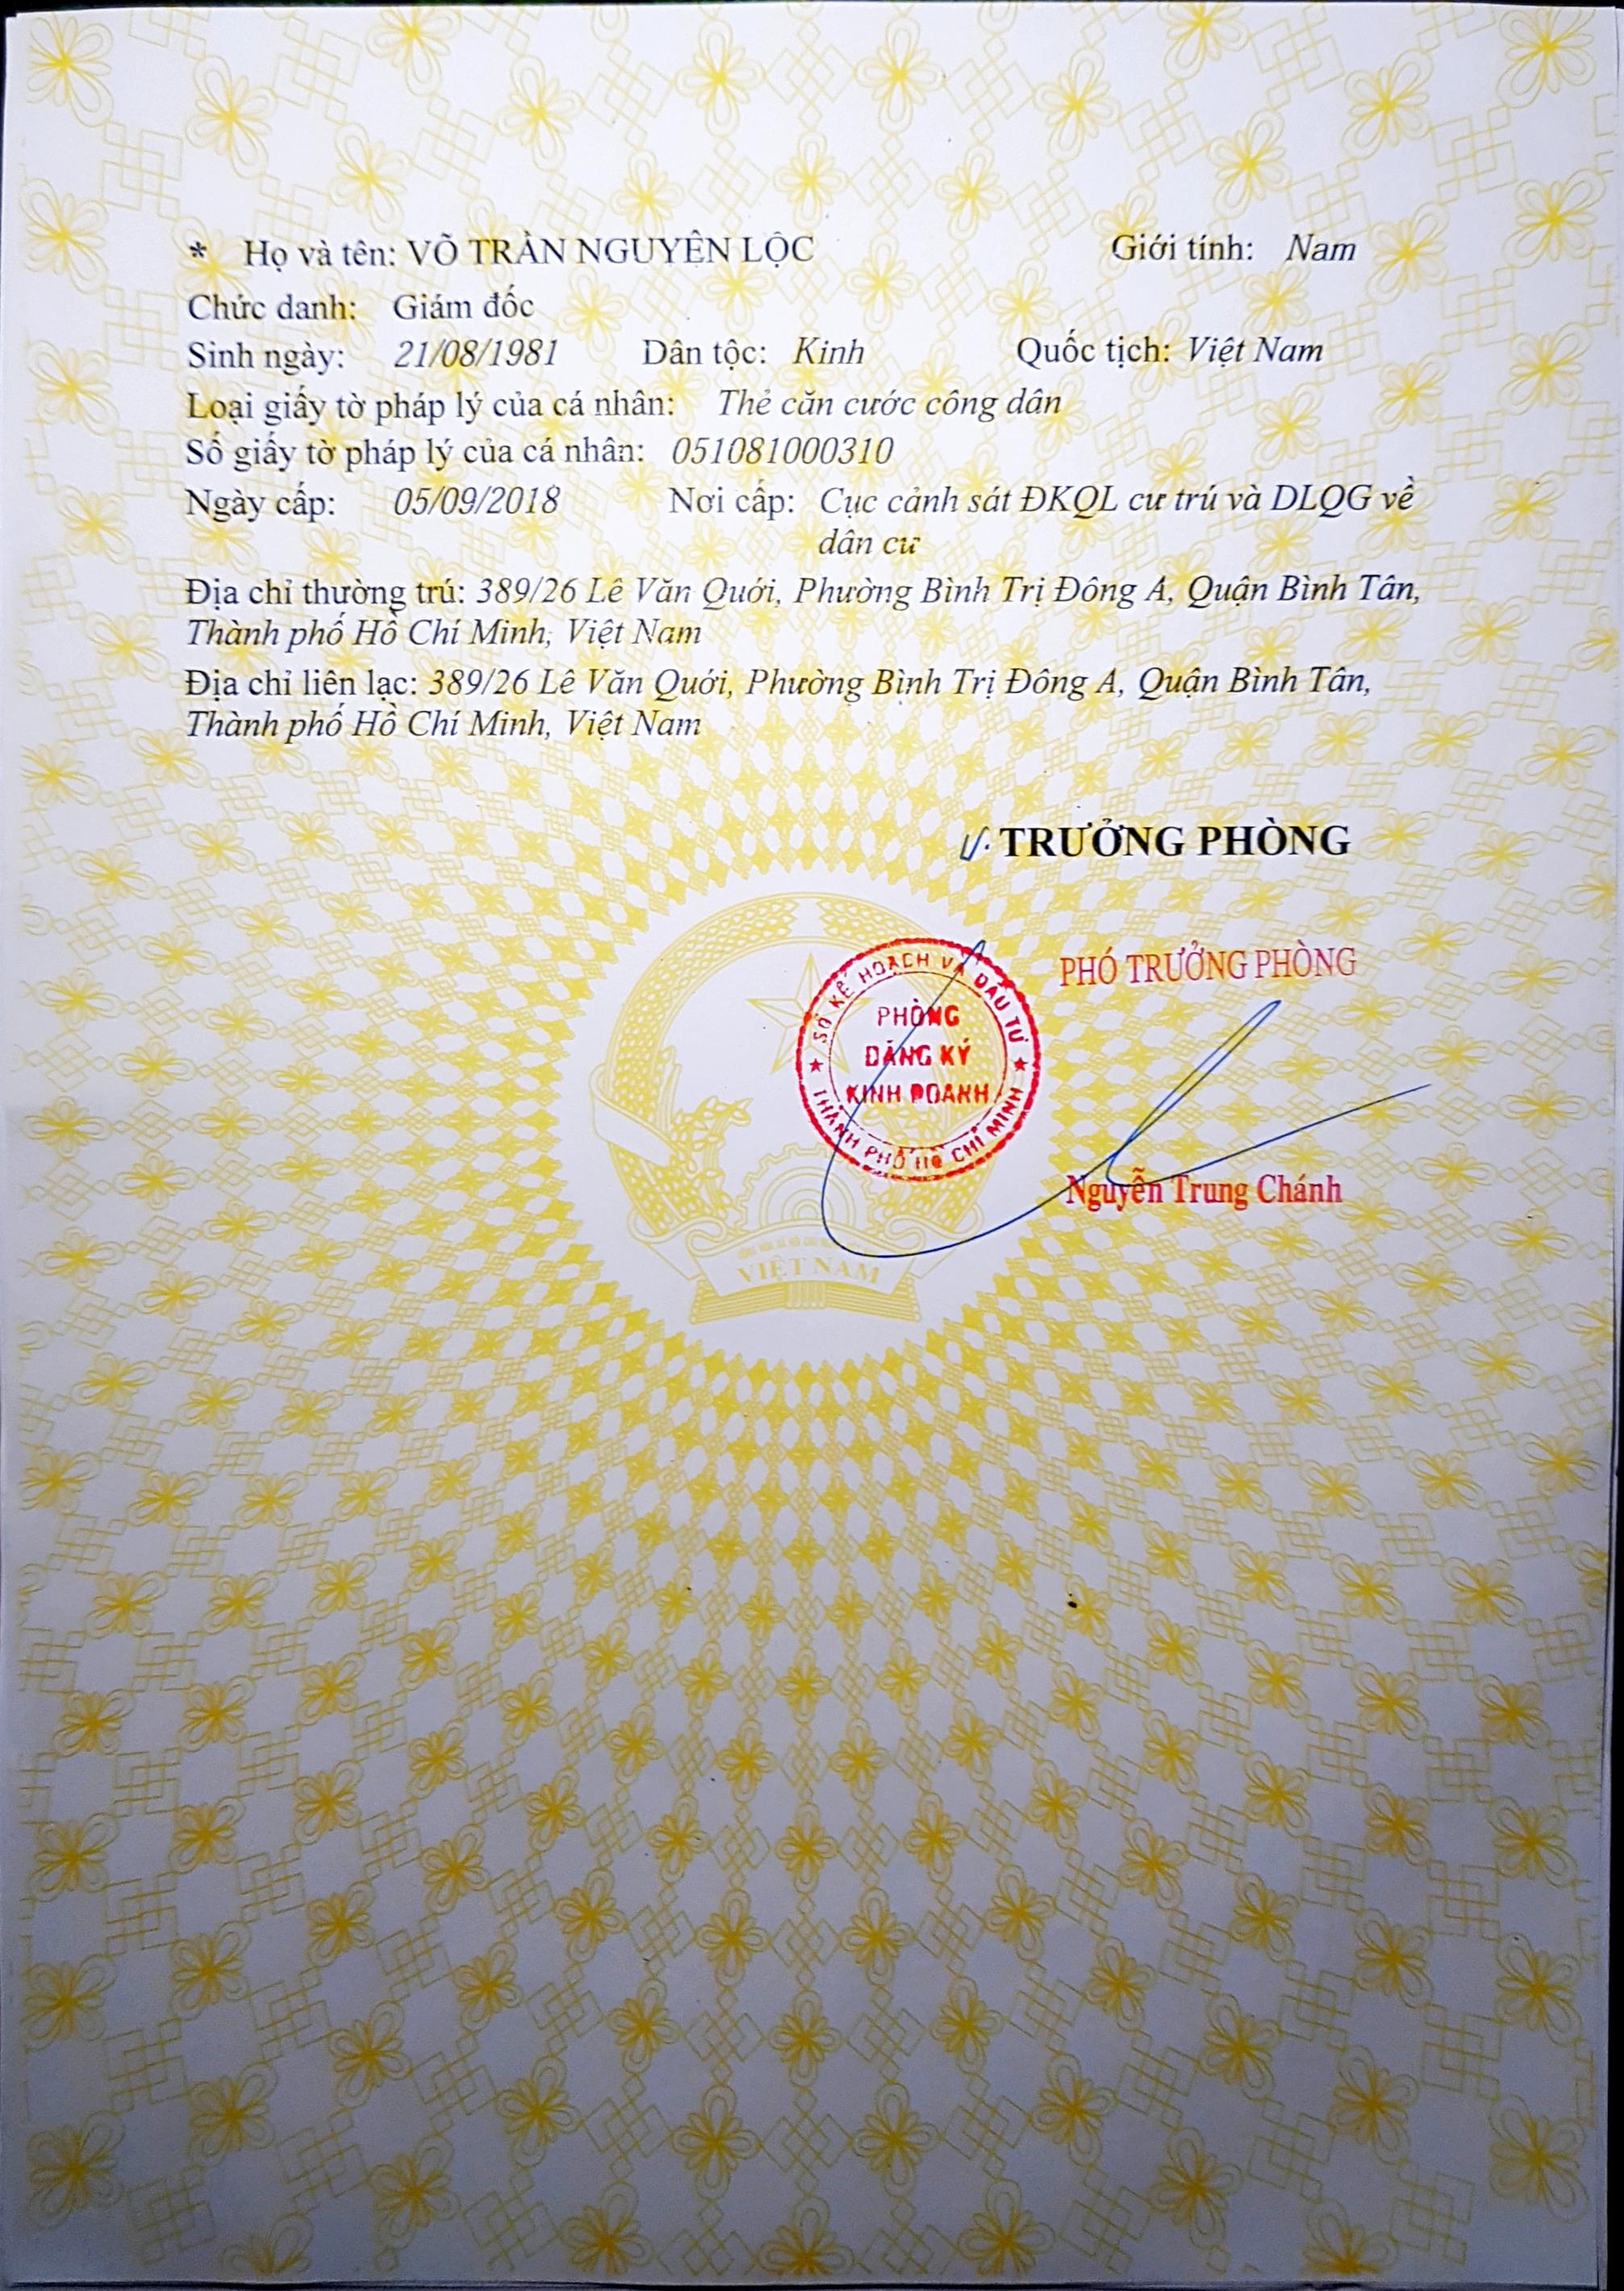 * Họ và tên: VÕ TRẦN NGUYÊN LỘC Giới tính: Nam
Chức danh: Giám đốc
Sinh ngày: 21/08/1981 Dân tộc: Kinh Quốc tịch: Việt Nam
Loại giấy tờ pháp lý của cá nhân: Thẻ căn cước công dân
Số giấy tờ pháp lý của cá nhân: 051081000310
Ngày cấp: 05/09/2018 Nơi cấp: Cục cảnh sát ĐKQL cư trú và DLQG về
dân cư
Địa chỉ thường trú: 389/26 Lê Văn Quới, Phường Bình Trị Đông A, Quận Bình Tân,
Thành phố Hồ Chí Minh, Việt Nam
Địa chỉ liên lạc: 389/26 Lê Văn Quới, Phường Bình Trị Đông A, Quận Bình Tân,
Thành phố Hồ Chí Minh, Việt Nam
TRƯỞNG PHÒNG
PHÓ TRƯỞNG PHÒNG
SỞ KẾ HOẠCH VÀ ĐẦU TƯ
PHÒNG
ĐĂNG KÝ
KINH DOANH
THÀNH PHỐ HỒ CHÍ MINH
Nguyễn Trung Chánh
VIỆT NAM